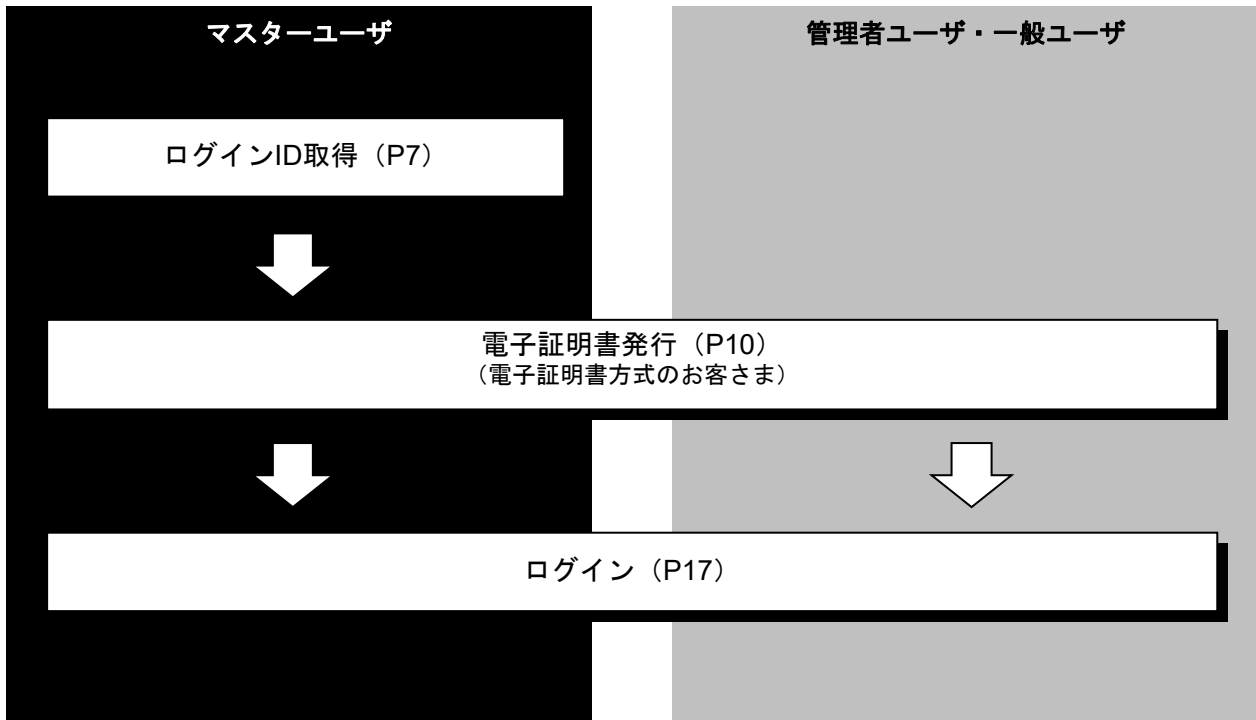 マスターユーザ
管理者ユーザ・一般ユーザ
ログインID取得（P7）
電子証明書発行（P10）
（電子証明書方式のお客さま）
ログイン（P17）